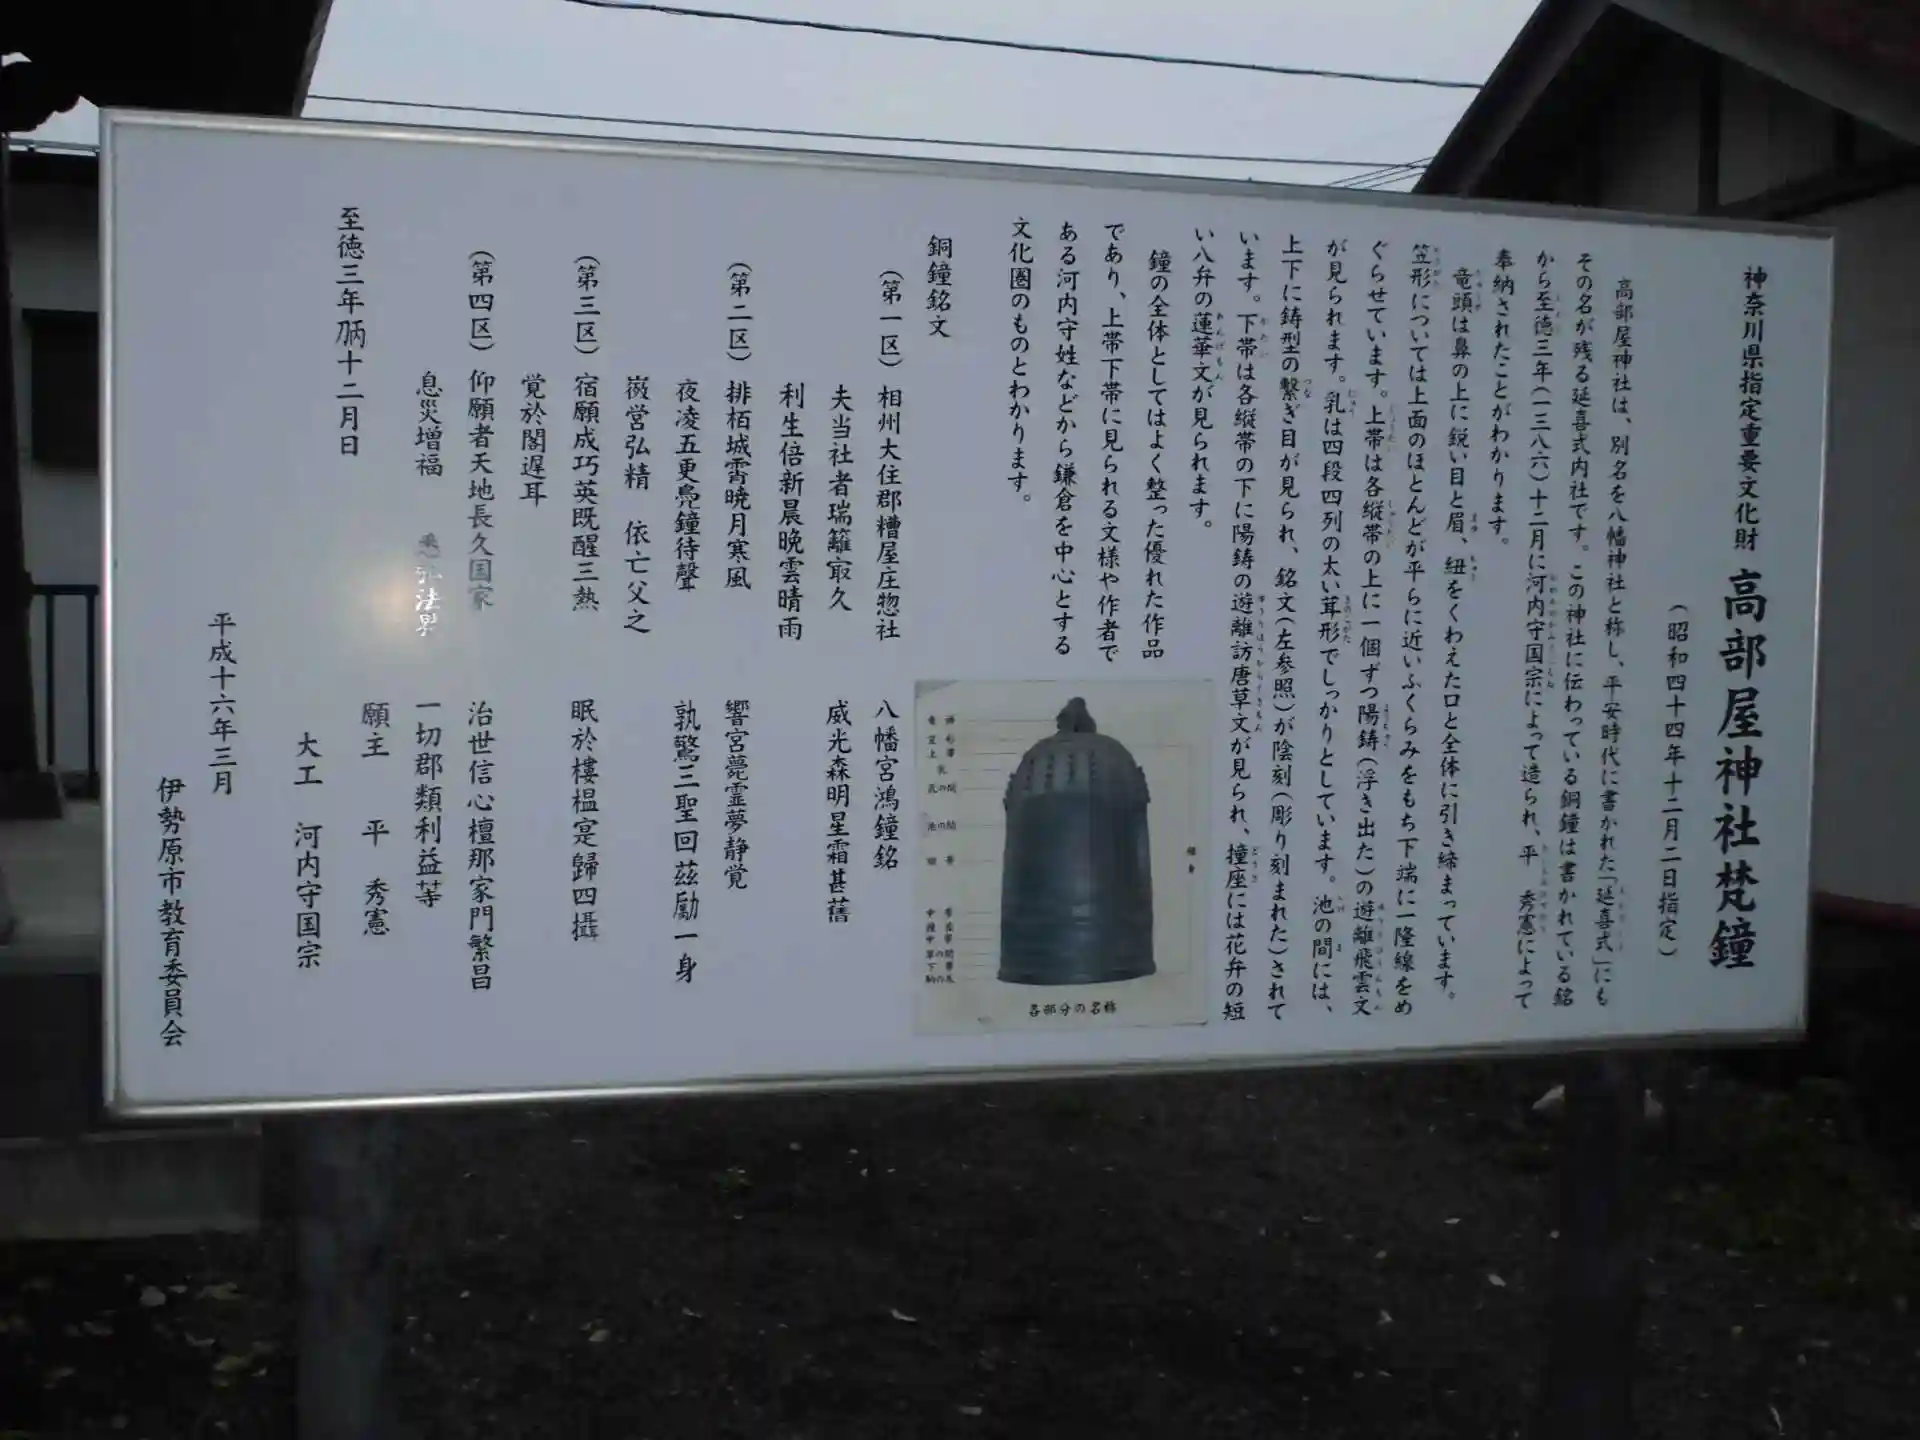 神奈川県指定重要文化財 高部屋神社梵鐘
(昭和四十四年十二月二日指定)
高部屋神社は、別名を八幡神社と称し、平安時代に書かれた「延喜式」にも
その名が残る延喜式内社です。この神社に伝わっている銅鐘は書かれている銘
から至徳三年(一三八六)十二月に河内守国宗によって造られ、平 秀憲によって
奉納されたことがわかります。
竜頭は鼻の上に鋭い目と眉、紐をくわえた口と全体に引き締まっています。
笠形については上面のほとんどが平らに近いふくらみをもち下端に一隆線をめ
ぐらせています。上帯は各縦帯の上に一個ずつ陽鋳(浮き出た)の遊離飛雲文
が見られます。乳は四段四列の太い茸形でしっかりとしています。池の間には、
上下に鋳型の繋ぎ目が見られ、銘文(左参照)が陰刻(彫り刻まれた)されて
います。下帯は各縦帯の下に陽鋳の遊離訪唐草文が見られ、撞座には花弁の短
い八弁の蓮華文が見られます。
鐘の全体としてはよく整った優れた作品
であり、上帯下帯に見られる文様や作者で
ある河内守姓などから鎌倉を中心とする
文化圏のものとわかります。
各部分の名称
銅鐘銘文
(第一区) 相州大住郡糟屋庄惣社 八幡宮鴻鐘銘
夫当社者瑞籬㝡久 威光森明星霜甚舊
利生倍新晨晩雲晴雨
(第二区) 排栢城霄暁月寒風 響宮甍霊夢静覚
夜凌五更鳧鐘待聲 孰驚三聖回茲勵一身
営弘精 依亡父之
(第三区) 宿願成巧英既醒三熱 眠於樓榲寔歸四攝
覚於閣遅耳
(第四区) 仰願者天地長久国家 治世信心檀那家門繁昌
息災増福 悉 法界 一切郡類利益等
至徳三年 十二月日 願主 平 秀憲
大工 河内守国宗
平成十六年三月
伊勢原市教育委員会